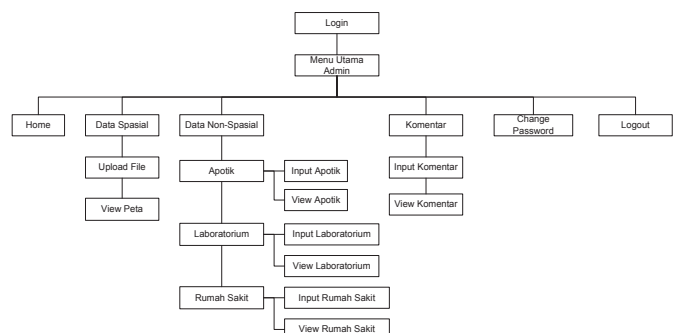 Login
Menu Utama
Admin
Home
Data Spasial
Data Non-Spasial
Komentar
Change
Password
Logout
Upload File
Apotik
Input Apotik
Input Komentar
View Peta
View Apotik
View Komentar
Laboratorium
Input Laboratorium
View Laboratorium
Rumah Sakit
Input Rumah Sakit
View Rumah Sakit